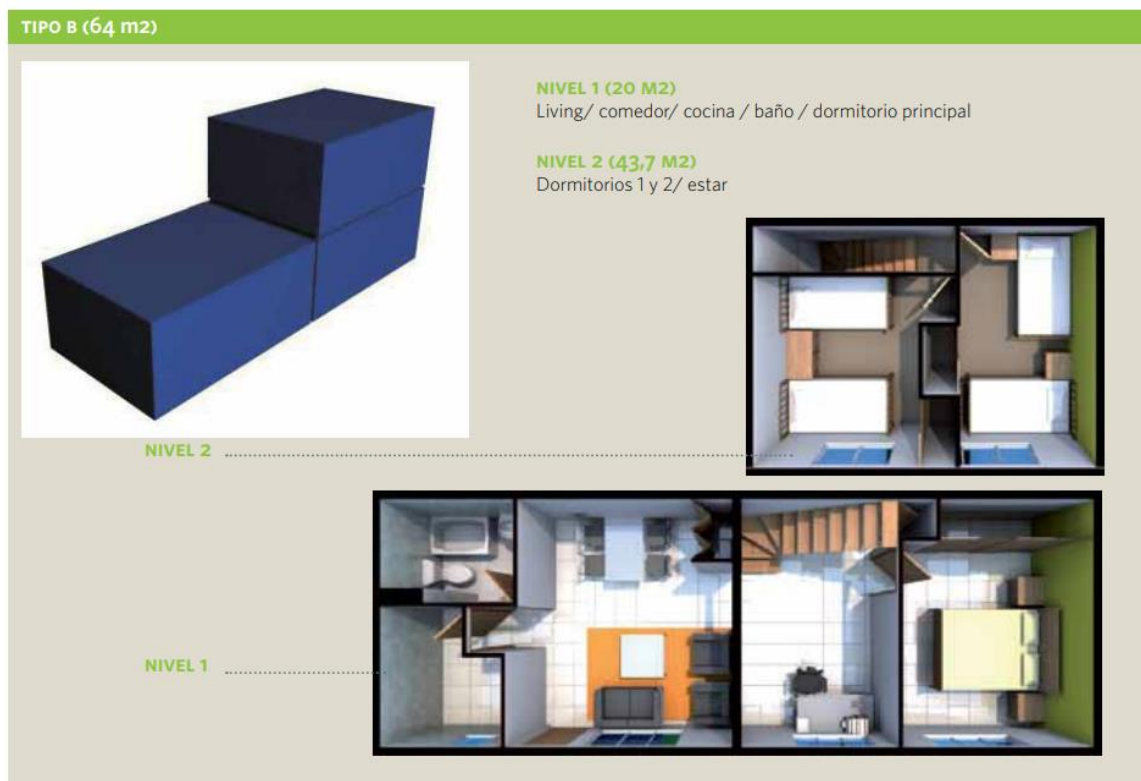 TIPO B (64 m2)
NIVEL 1 (20 M2)
Living/ comedor/ cocina / baño / dormitorio principal
NIVEL 2 (43,7 M2)
Dormitorios 1 y 2/ estar
NIVEL 2
NIVEL 1